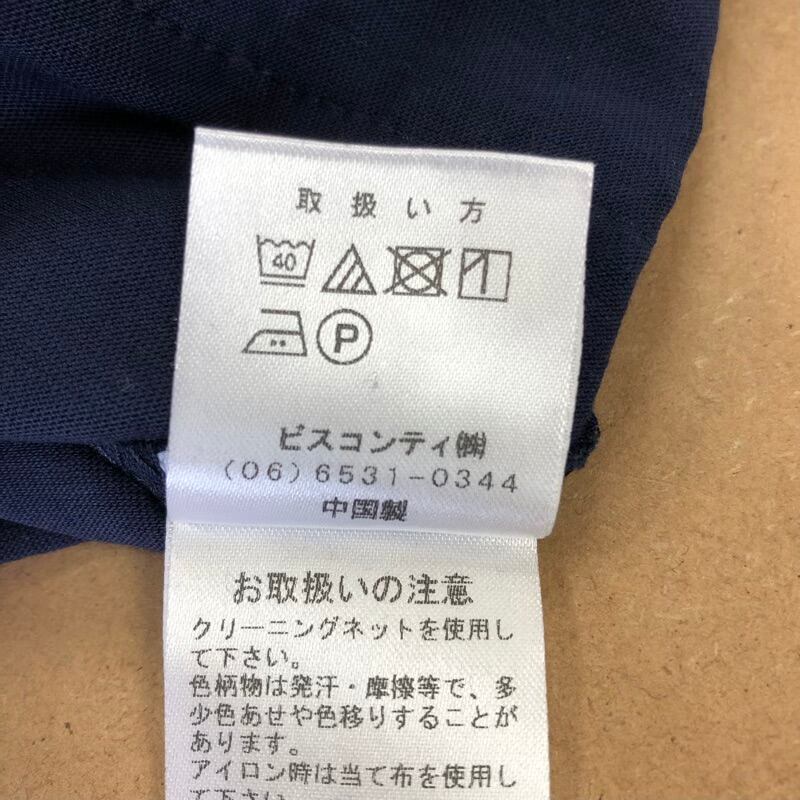 取扱い方
40
P
ビスコンティ㈱
(06)6531-0344
中国製
お取扱いの注意
クリーニングネットを使用し
て下さい。
色柄物は発汗・摩擦等で、多
少色あせや色移りすることが
あります。
アイロン時は当て布を使用し
て下さい。